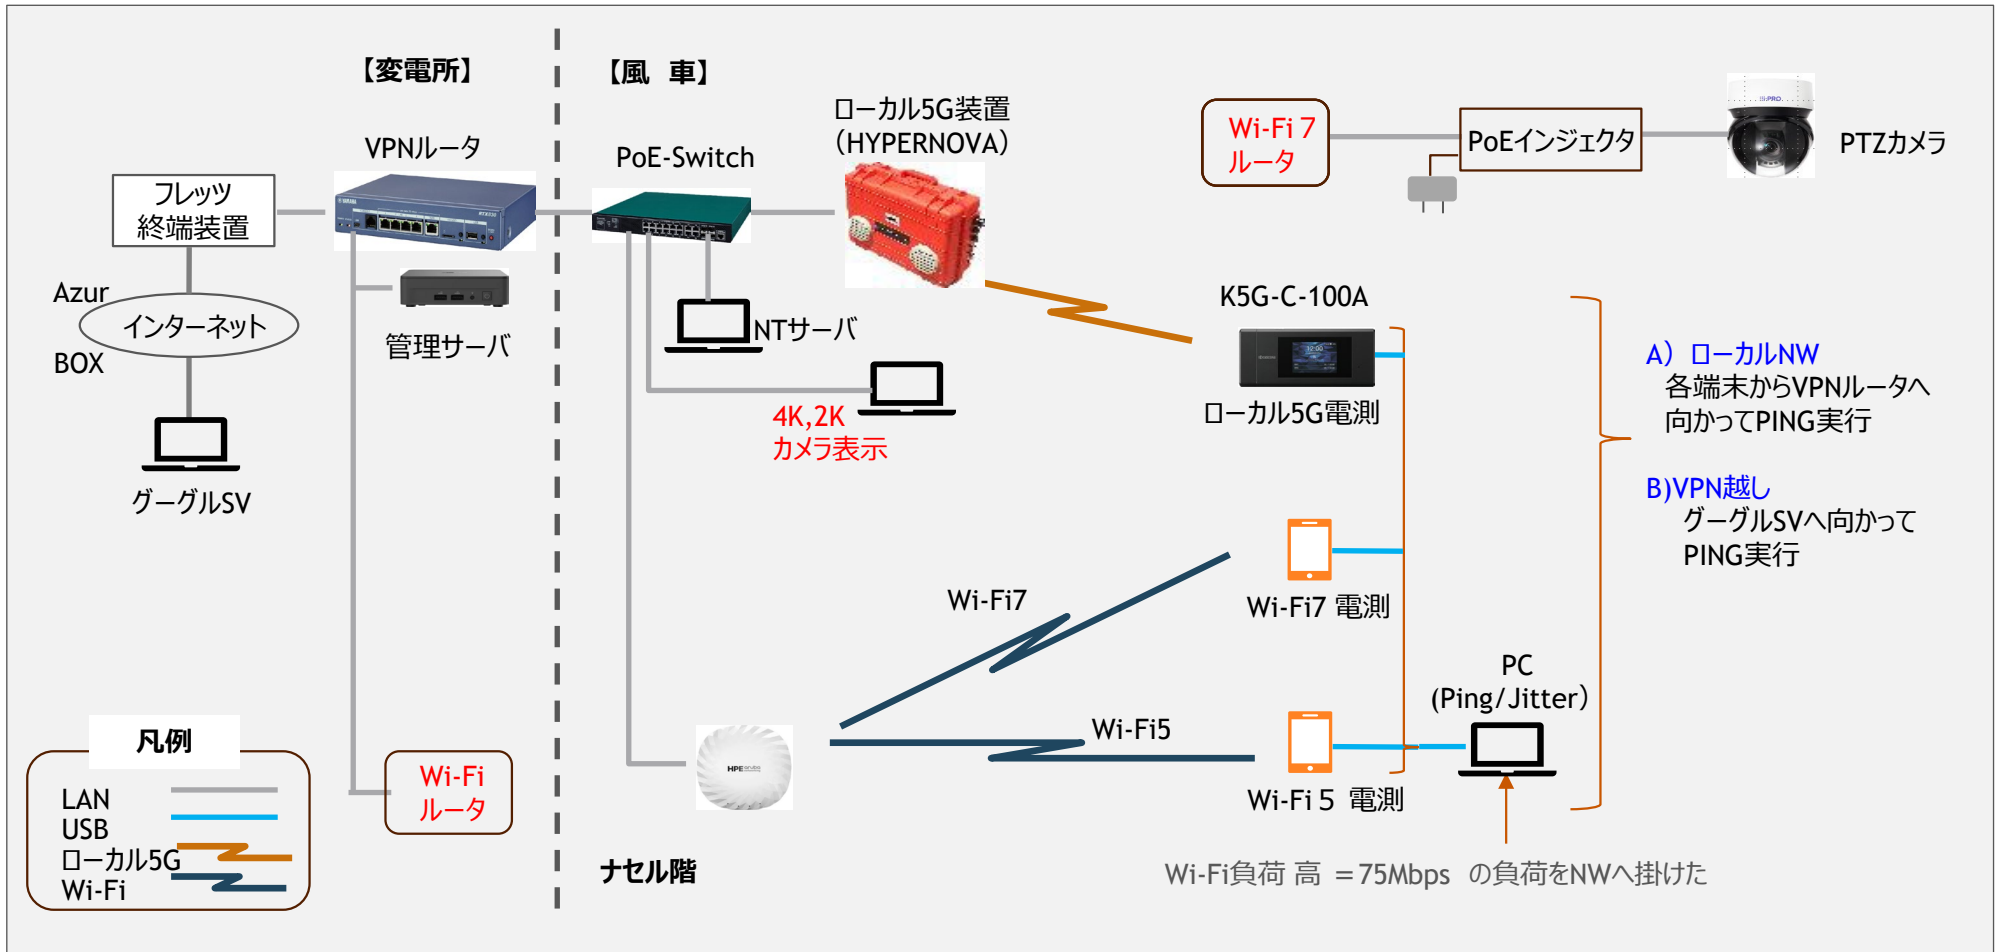 【変電所】
【風 車】
VPNルータ
PoE-Switch
ローカル5G装置
（HYPERNOVA）
Wi-Fi 7
ルータ
PoEインジェクタ
i-PRO
PTZカメラ
フレッツ
終端装置
YAMAHA
Azur
インターネット
BOX
グーグルSV
管理サーバ
NTサーバ
4K,2K
カメラ表示
K5G-C-100A
12:00
ローカル5G電測
A） ローカルNW
各端末からVPNルータへ
向かってPING実行
B)VPN越し
グーグルSVへ向かって
PING実行
Wi-Fi7
Wi-Fi7 電測
Wi-Fi5
Wi-Fi５ 電測
PC
(Ping/Jitter）
HPE aruba
Wi-Fi
ルータ
凡例
LAN
USB
ローカル5G
Wi-Fi
ナセル階
Wi-Fi負荷 高 ＝75Mbps の負荷をNWへ掛けた